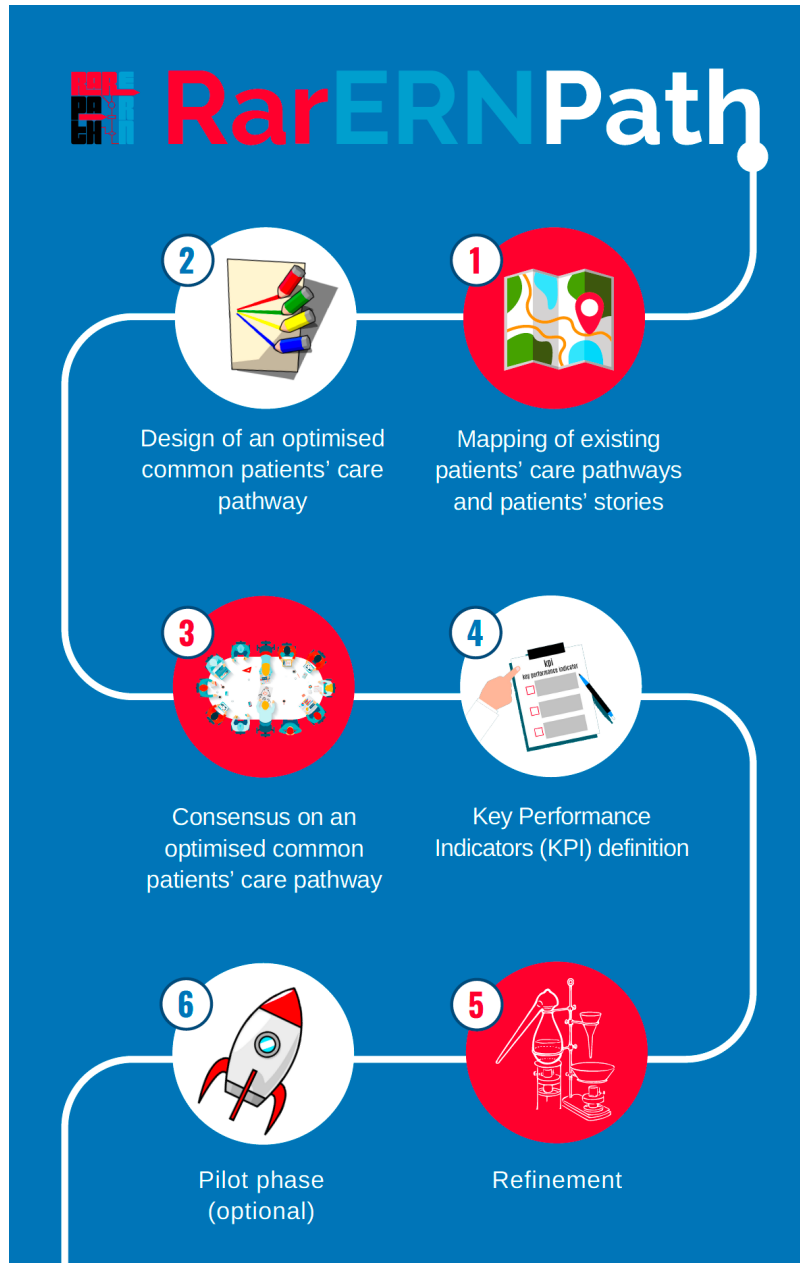 RarERNPath
1
Mapping of existing
patients’ care pathways
and patients’ stories
2
Design of an optimised
common patients’ care
pathway
3
Consensus on an
optimised common
patients’ care pathway
4
kpi
key performance indicator
Key Performance
Indicators (KPI) definition
5
Refinement
6
Pilot phase
(optional)